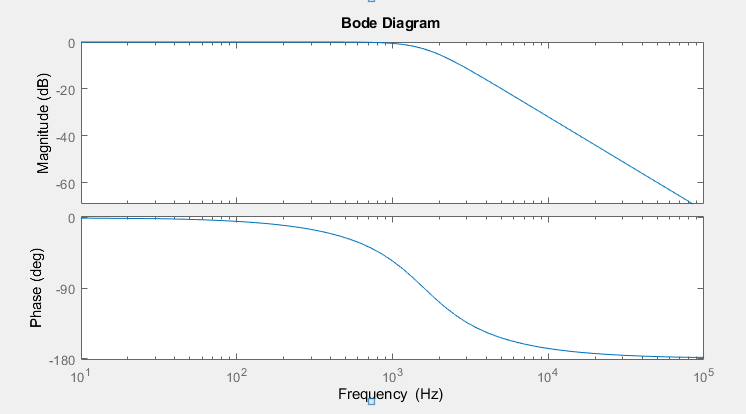 Bode Diagram
Magnitude (dB)
0
-20
-40
-60
Phase (deg)
0
-90
-180
10^1 10^2 10^3 10^4 10^5
Frequency (Hz)